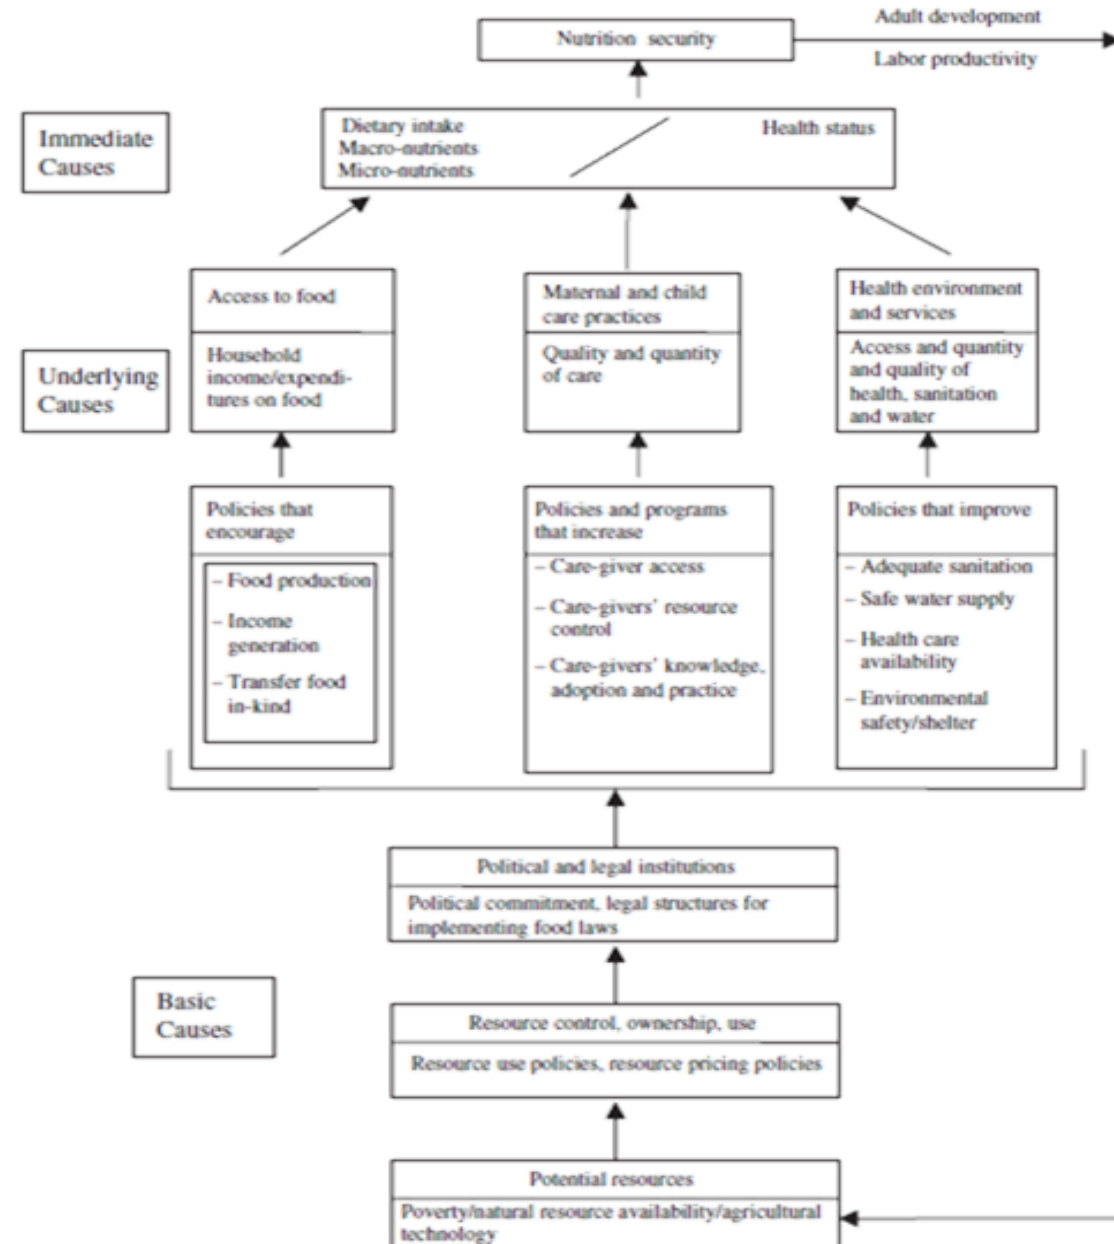 Adult development
Nutrition security
Labor productivity
Immediate
Causes
Dietary intake
Macro-nutrients
Micro-nutrients
Health status
Access to food
Household
income/expendi-
tures on food
Maternal and child
care practices
Quality and quantity
of care
Health environment
and services
Access and quantity
and quality of
health, sanitation
and water
Underlying
Causes
Policies that
encourage
– Food production
– Income
generation
– Transfer food
in-kind
Policies and programs
that increase
– Care-giver access
– Care-givers' resource
control
– Care-givers' knowledge,
adoption and practice
Policies that improve
– Adequate sanitation
– Safe water supply
– Health care
availability
– Environmental
safety/shelter
Political and legal institutions
Political commitment, legal structures for
implementing food laws
Basic
Causes
Resource control, ownership, use
Resource use policies, resource pricing policies
Potential resources
Poverty/natural resource availability/agricultural
technology